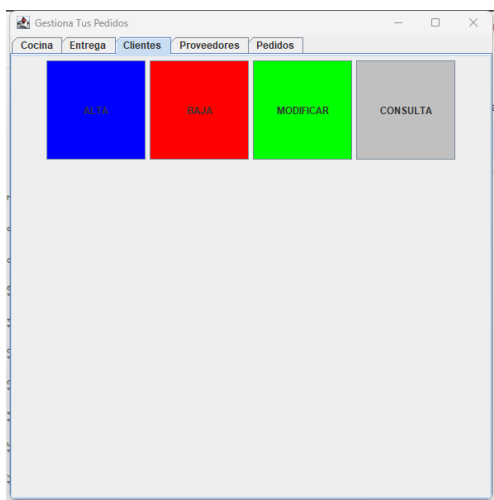 Gestiona Tus Pedidos
Cocina Entrega Clientes Proveedores Pedidos
ALTA BAJA MODIFICAR CONSULTA